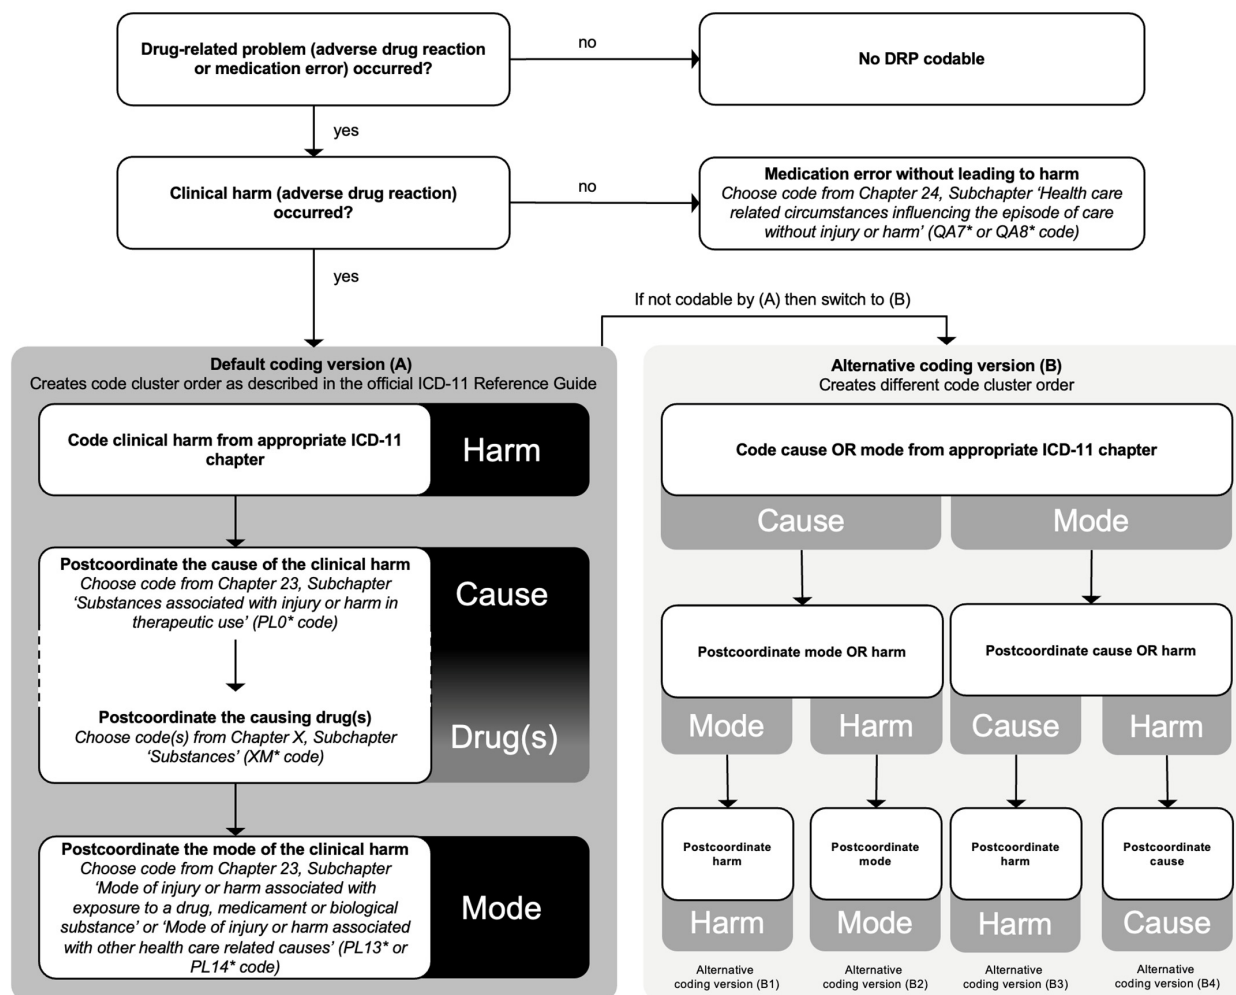 Drug-related problem (adverse drug reaction
or medication error) occurred?
no
No DRP codable
yes
Clinical harm (adverse drug reaction)
occurred?
no
Medication error without leading to harm
Choose code from Chapter 24, Subchapter ‘Health care
related circumstances influencing the episode of care
without injury or harm’ (QA7* or QA8* code)
yes
If not codable by (A) then switch to (B)
Default coding version (A)
Creates code cluster order as described in the official ICD-11 Reference Guide
Code clinical harm from appropriate ICD-11
chapter
Harm
Postcoordinate the cause of the clinical harm
Choose code from Chapter 23, Subchapter
‘Substances associated with injury or harm in
therapeutic use’ (PL0* code)
Cause
Postcoordinate the causing drug(s)
Choose code(s) from Chapter X, Subchapter
‘Substances’ (XM* code)
Drug(s)
Postcoordinate the mode of the clinical harm
Choose code from Chapter 23, Subchapter
‘Mode of injury or harm associated with
exposure to a drug, medicament or biological
substance’ or ‘Mode of injury or harm associated
with other health care related causes’ (PL13* or
PL14* code)
Mode
Alternative coding version (B)
Creates different code cluster order
Code cause OR mode from appropriate ICD-11 chapter
Cause
Mode
Postcoordinate mode OR harm
Postcoordinate cause OR harm
Mode
Harm
Cause
Harm
Postcoordinate
harm
Postcoordinate
mode
Postcoordinate
harm
Postcoordinate
cause
Harm
Mode
Harm
Cause
Alternative
coding version (B1)
Alternative
coding version (B2)
Alternative
coding version (B3)
Alternative
coding version (B4)